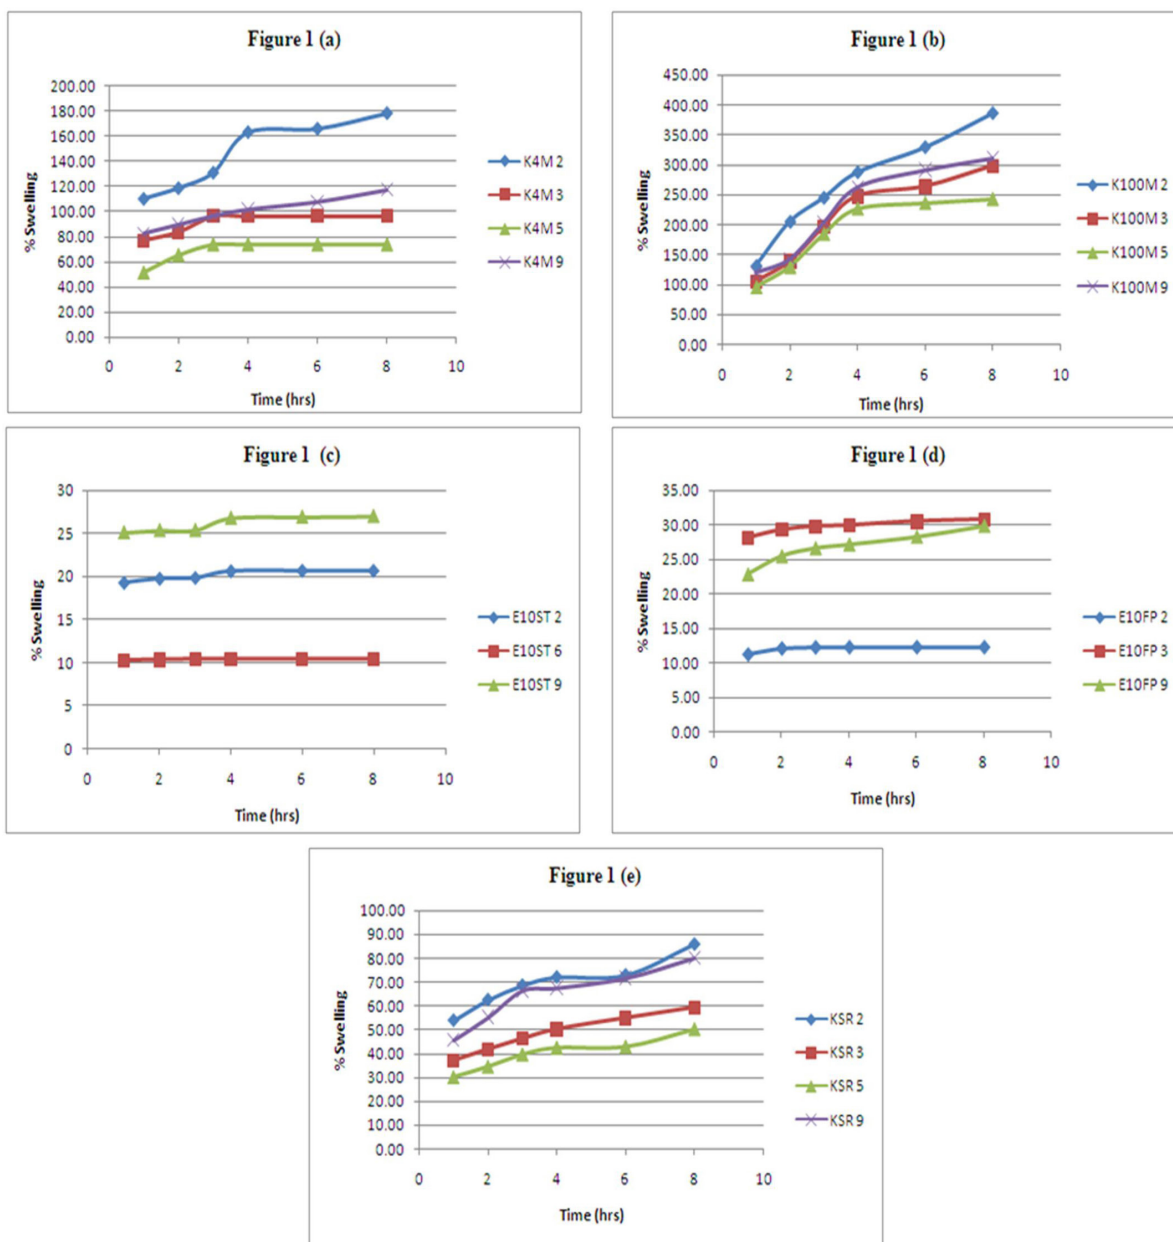 Figure 1 (a)
% Swelling
200.00
180.00
160.00
140.00
120.00
100.00
80.00
60.00
40.00
20.00
0.00
0 2 4 6 8 10
Time (hrs)
K4M 2
K4M 3
K4M 5
K4M 9
Figure 1 (b)
% Swelling
450.00
400.00
350.00
300.00
250.00
200.00
150.00
100.00
50.00
0.00
0 2 4 6 8 10
Time (hrs)
K100M 2
K100M 3
K100M 5
K100M 9
Figure 1 (c)
% Swelling
30
25
20
15
10
5
0
0 2 4 6 8 10
Time (hrs)
E10ST 2
E10ST 6
E10ST 9
Figure 1 (d)
% Swelling
35.00
30.00
25.00
20.00
15.00
10.00
5.00
0.00
0 2 4 6 8 10
Time (hrs)
E10FP 2
E10FP 3
E10FP 9
Figure 1 (e)
% Swelling
100.00
90.00
80.00
70.00
60.00
50.00
40.00
30.00
20.00
10.00
0.00
0 2 4 6 8 10
Time (hrs)
KSR 2
KSR 3
KSR 5
KSR 9